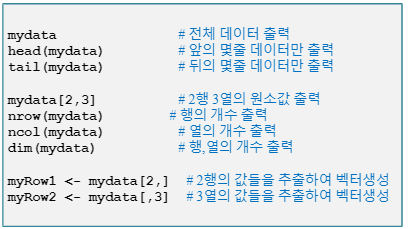 mydata # 전체 데이터 출력
head(mydata) # 앞의 몇줄 데이터만 출력
tail(mydata) # 뒤의 몇줄 데이터만 출력
mydata[2,3] # 2행 3열의 원소값 출력
nrow(mydata) # 행의 개수 출력
ncol(mydata) # 열의 개수 출력
dim(mydata) # 행,열의 개수 출력
myRow1 <- mydata[2,] # 2행의 값들을 추출하여 벡터생성
myRow2 <- mydata[,3] # 3열의 값들을 추출하여 벡터생성